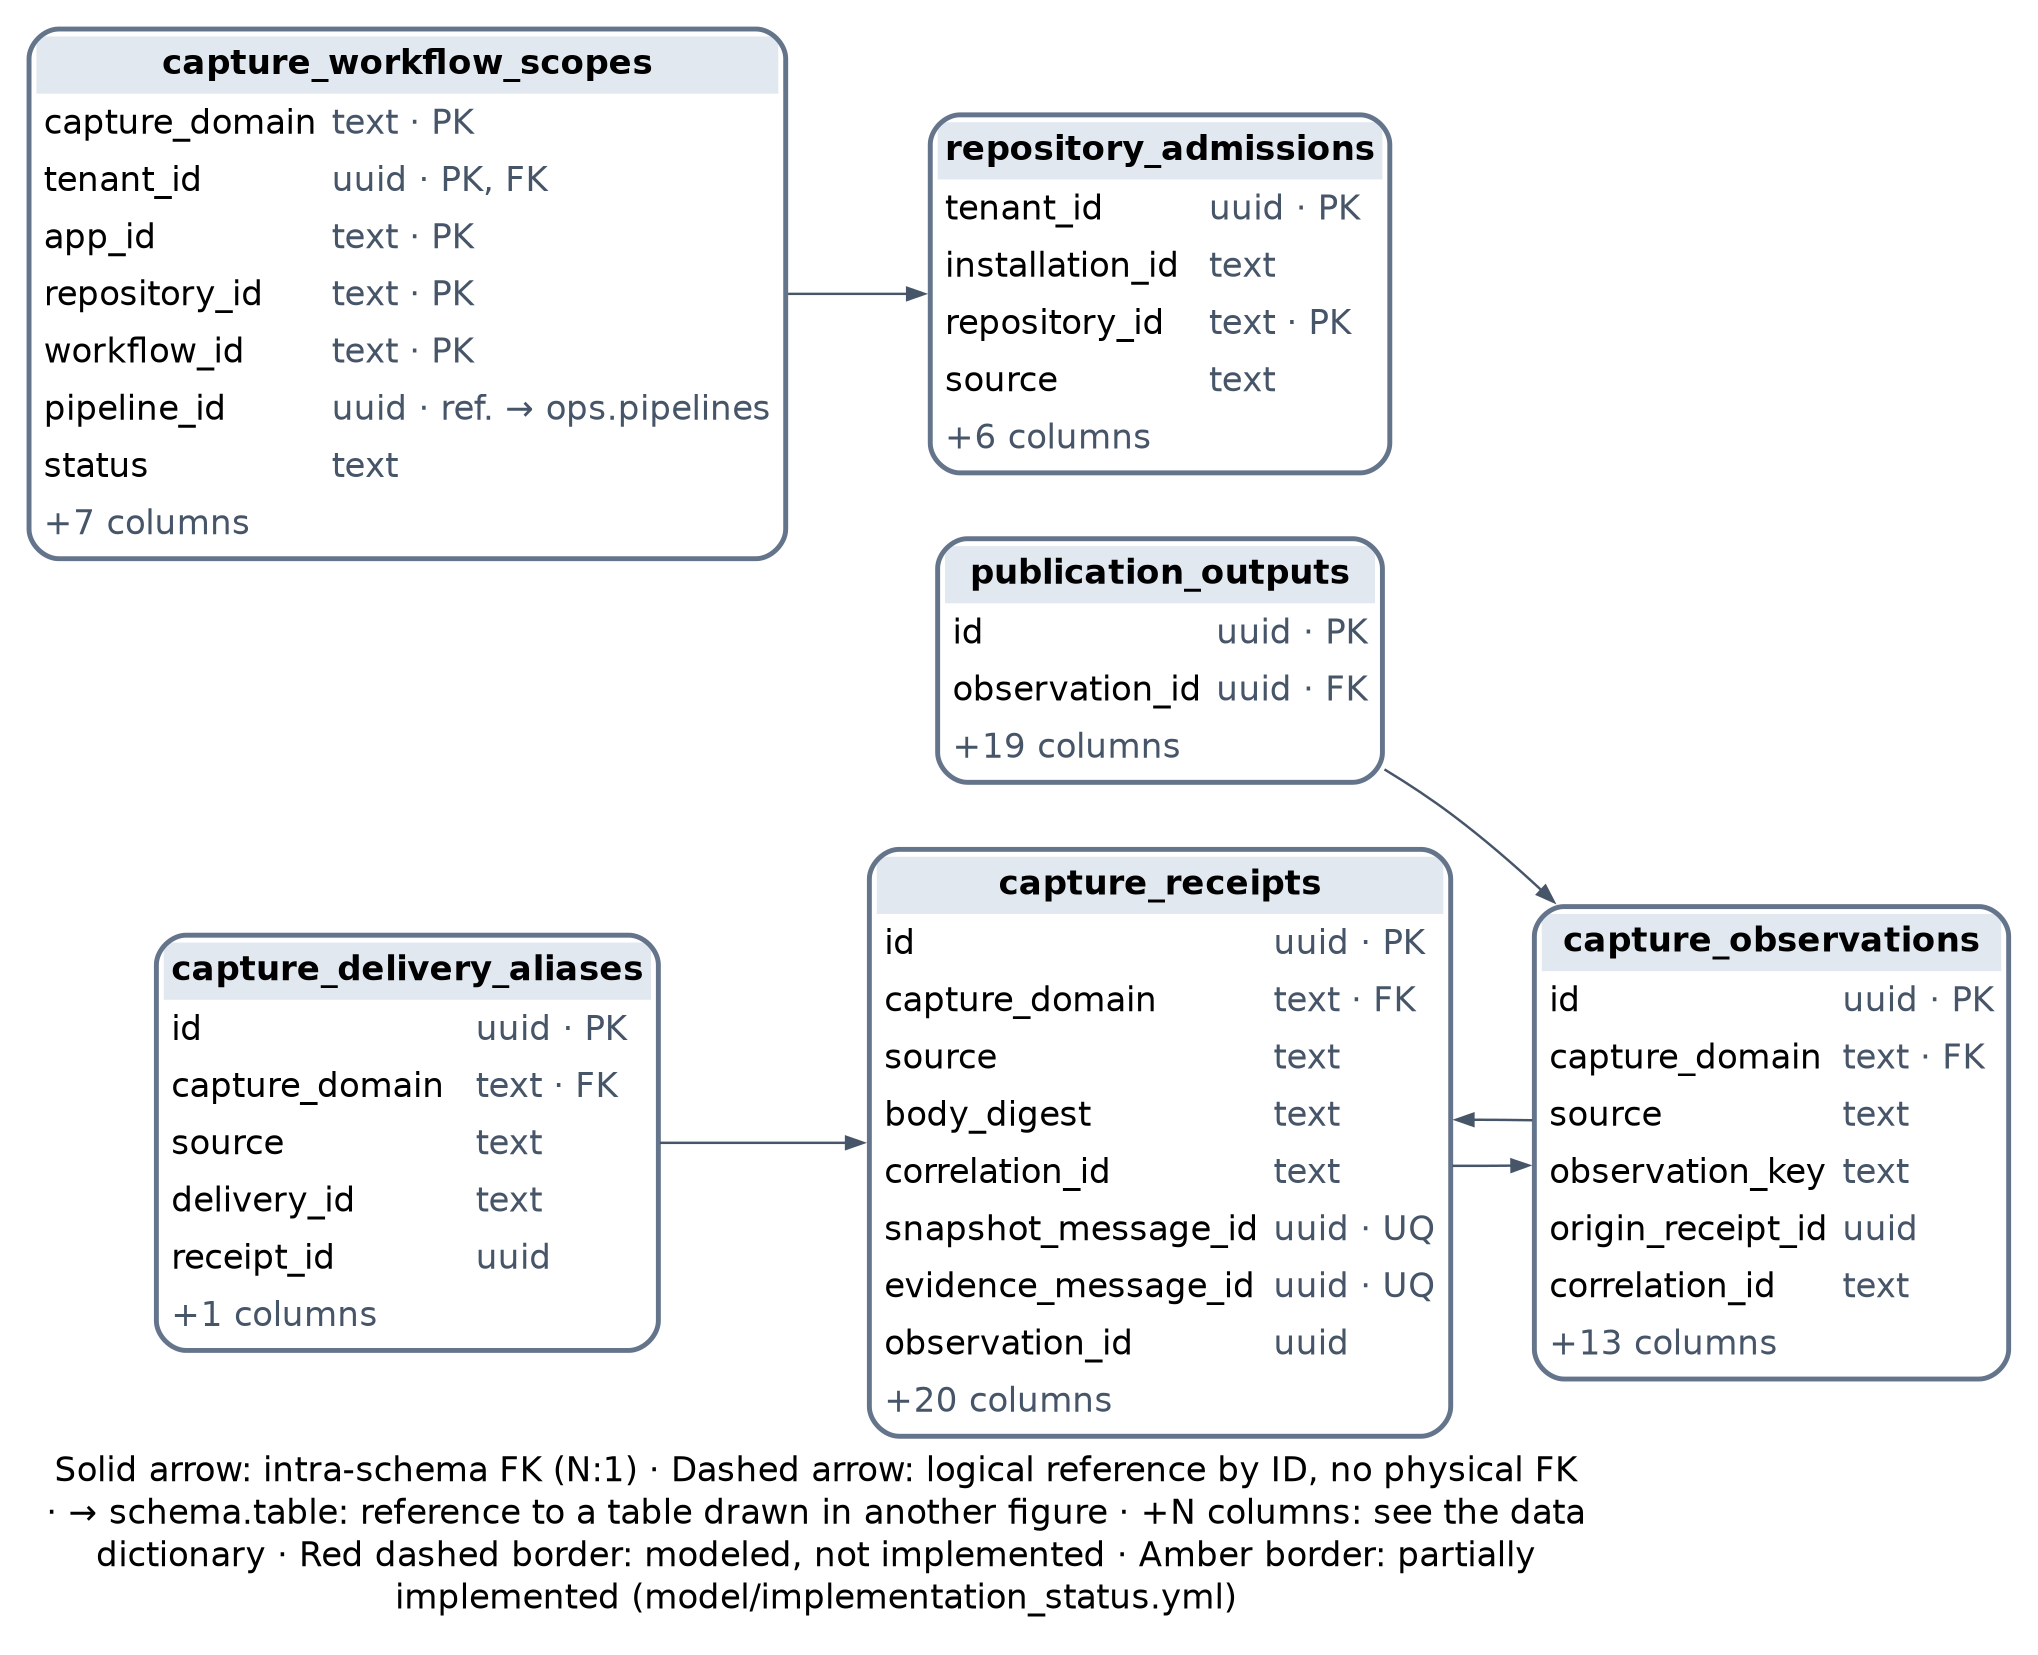 capture_workflow_scopes
capture_domain text · PK
tenant_id uuid · PK, FK
app_id text · PK
repository_id text · PK
workflow_id text · PK
pipeline_id uuid · ref. → ops.pipelines
status text
+7 columns
repository_admissions
tenant_id uuid · PK
installation_id text
repository_id text · PK
source text
+6 columns
publication_outputs
id uuid · PK
observation_id uuid · FK
+19 columns
capture_delivery_aliases
id uuid · PK
capture_domain text · FK
source text
delivery_id text
receipt_id uuid
+1 columns
capture_receipts
id uuid · PK
capture_domain text · FK
source text
body_digest text
correlation_id text
snapshot_message_id uuid · UQ
evidence_message_id uuid · UQ
observation_id uuid
+20 columns
capture_observations
id uuid · PK
capture_domain text · FK
source text
observation_key text
origin_receipt_id uuid
correlation_id text
+13 columns
Solid arrow: intra-schema FK (N:1) · Dashed arrow: logical reference by ID, no physical FK
· → schema.table: reference to a table drawn in another figure · +N columns: see the data
dictionary · Red dashed border: modeled, not implemented · Amber border: partially
implemented (model/implementation_status.yml)